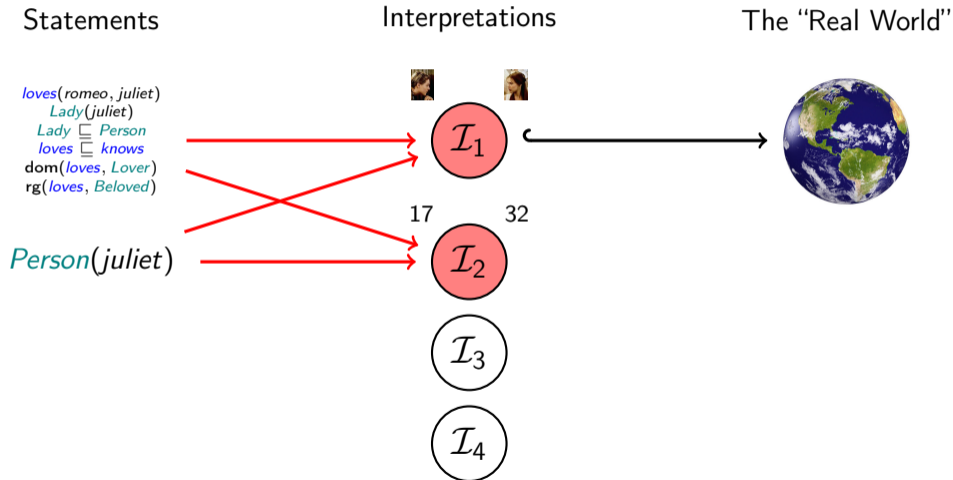 Statements
Interpretations
The “Real World”
loves(romeo, juliet)
Lady(juliet)
Lady ⊑ Person
loves ⊑ knows
dom(loves, Lover)
rg(loves, Beloved)
Person(juliet)
ℐ₁
17 32
ℐ₂
ℐ₃
ℐ₄